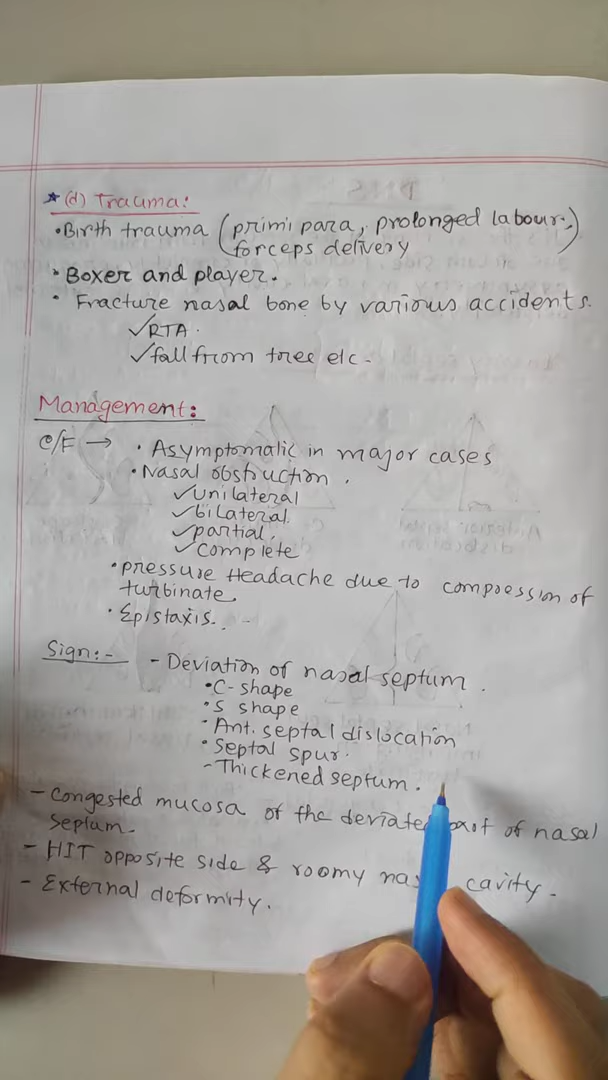 ★ (d) Trauma:
• Birth trauma (primi para, prolonged labour,
forceps delivery)
• Boxer and player.
• Fracture nasal bone by various accidents.
✓RTA.
✓fall from tree etc.
Management:
C/F → • Asymptomatic in major cases
• Nasal obstruction.
✓unilateral
✓bilateral.
✓partial.
✓complete
• Pressure Headache due to compression of
turbinate.
• Epistaxis.
Sign:- - Deviation of nasal septum.
• C-shape
• S shape
• Ant. septal dislocation
• Septal spur.
- Thickened septum.
- Congested mucosa of the deviated part of nasal
septum.
- HIT opposite side & roomy cavity.
- External deformity.